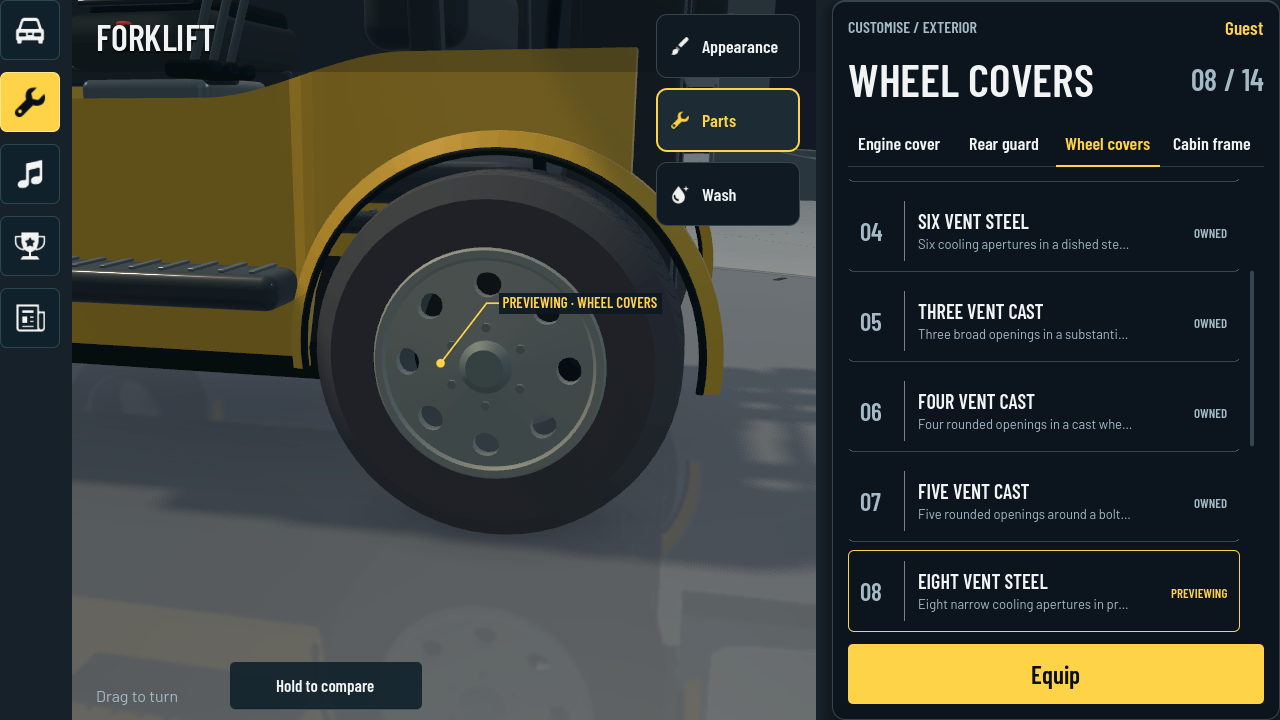 FORKLIFT
Appearance
Parts
Wash
PREVIEWING · WHEEL COVERS
Drag to turn
Hold to compare
CUSTOMISE / EXTERIOR
Guest
WHEEL COVERS
08 / 14
Engine cover
Rear guard
Wheel covers
Cabin frame
04
SIX VENT STEEL
Six cooling apertures in a dished ste...
OWNED
05
THREE VENT CAST
Three broad openings in a substanti...
OWNED
06
FOUR VENT CAST
Four rounded openings in a cast whe...
OWNED
07
FIVE VENT CAST
Five rounded openings around a bolt...
OWNED
08
EIGHT VENT STEEL
Eight narrow cooling apertures in pr...
PREVIEWING
Equip